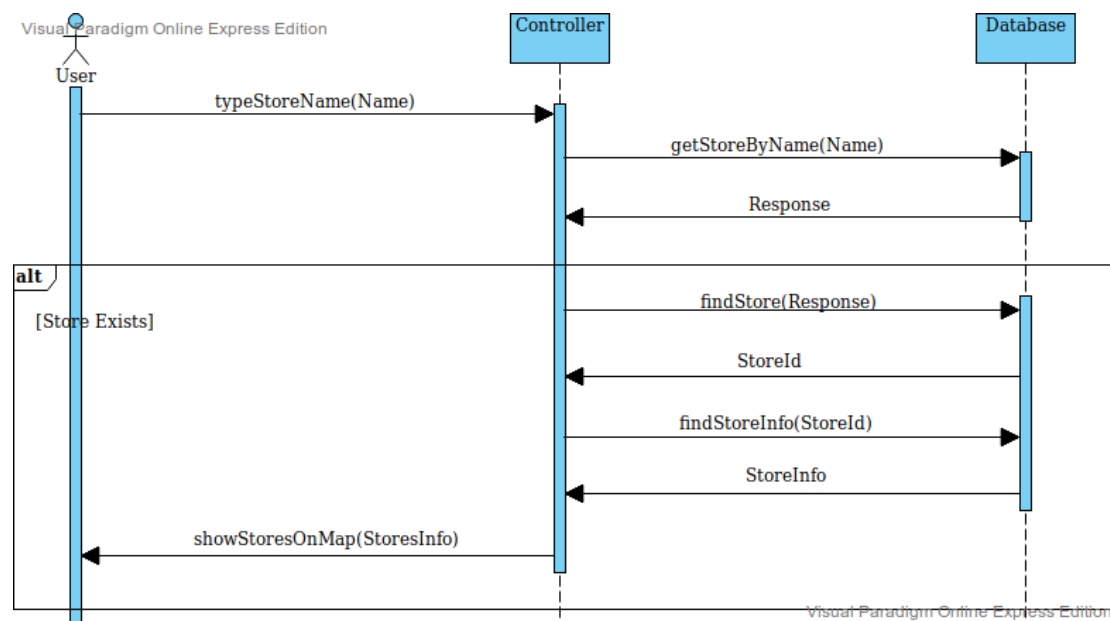 Visual Paradigm Online Express Edition
User
Controller
Database
typeStoreName(Name)
getStoreByName(Name)
Response
alt
[Store Exists]
findStore(Response)
StoreId
findStoreInfo(StoreId)
StoreInfo
showStoresOnMap(StoresInfo)
Visual Paradigm Online Express Edition